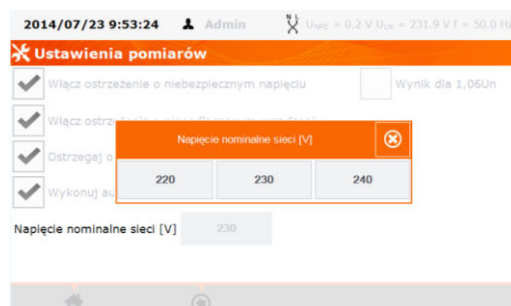 2014/07/23 9:53:24 Admin N L U_NPE = 0.2 V U_LN = 231.9 V f = 50.0 Hz
Ustawienia pomiarów
Włącz ostrzeżenie o niebezpiecznym napięciu Wynik dla 1,06Un
Włącz ostrz
Napięcie nominalne sieci [V]
Ostrzegaj o
220 230 240
Wykonuj au
Napięcie nominalne sieci [V] 230